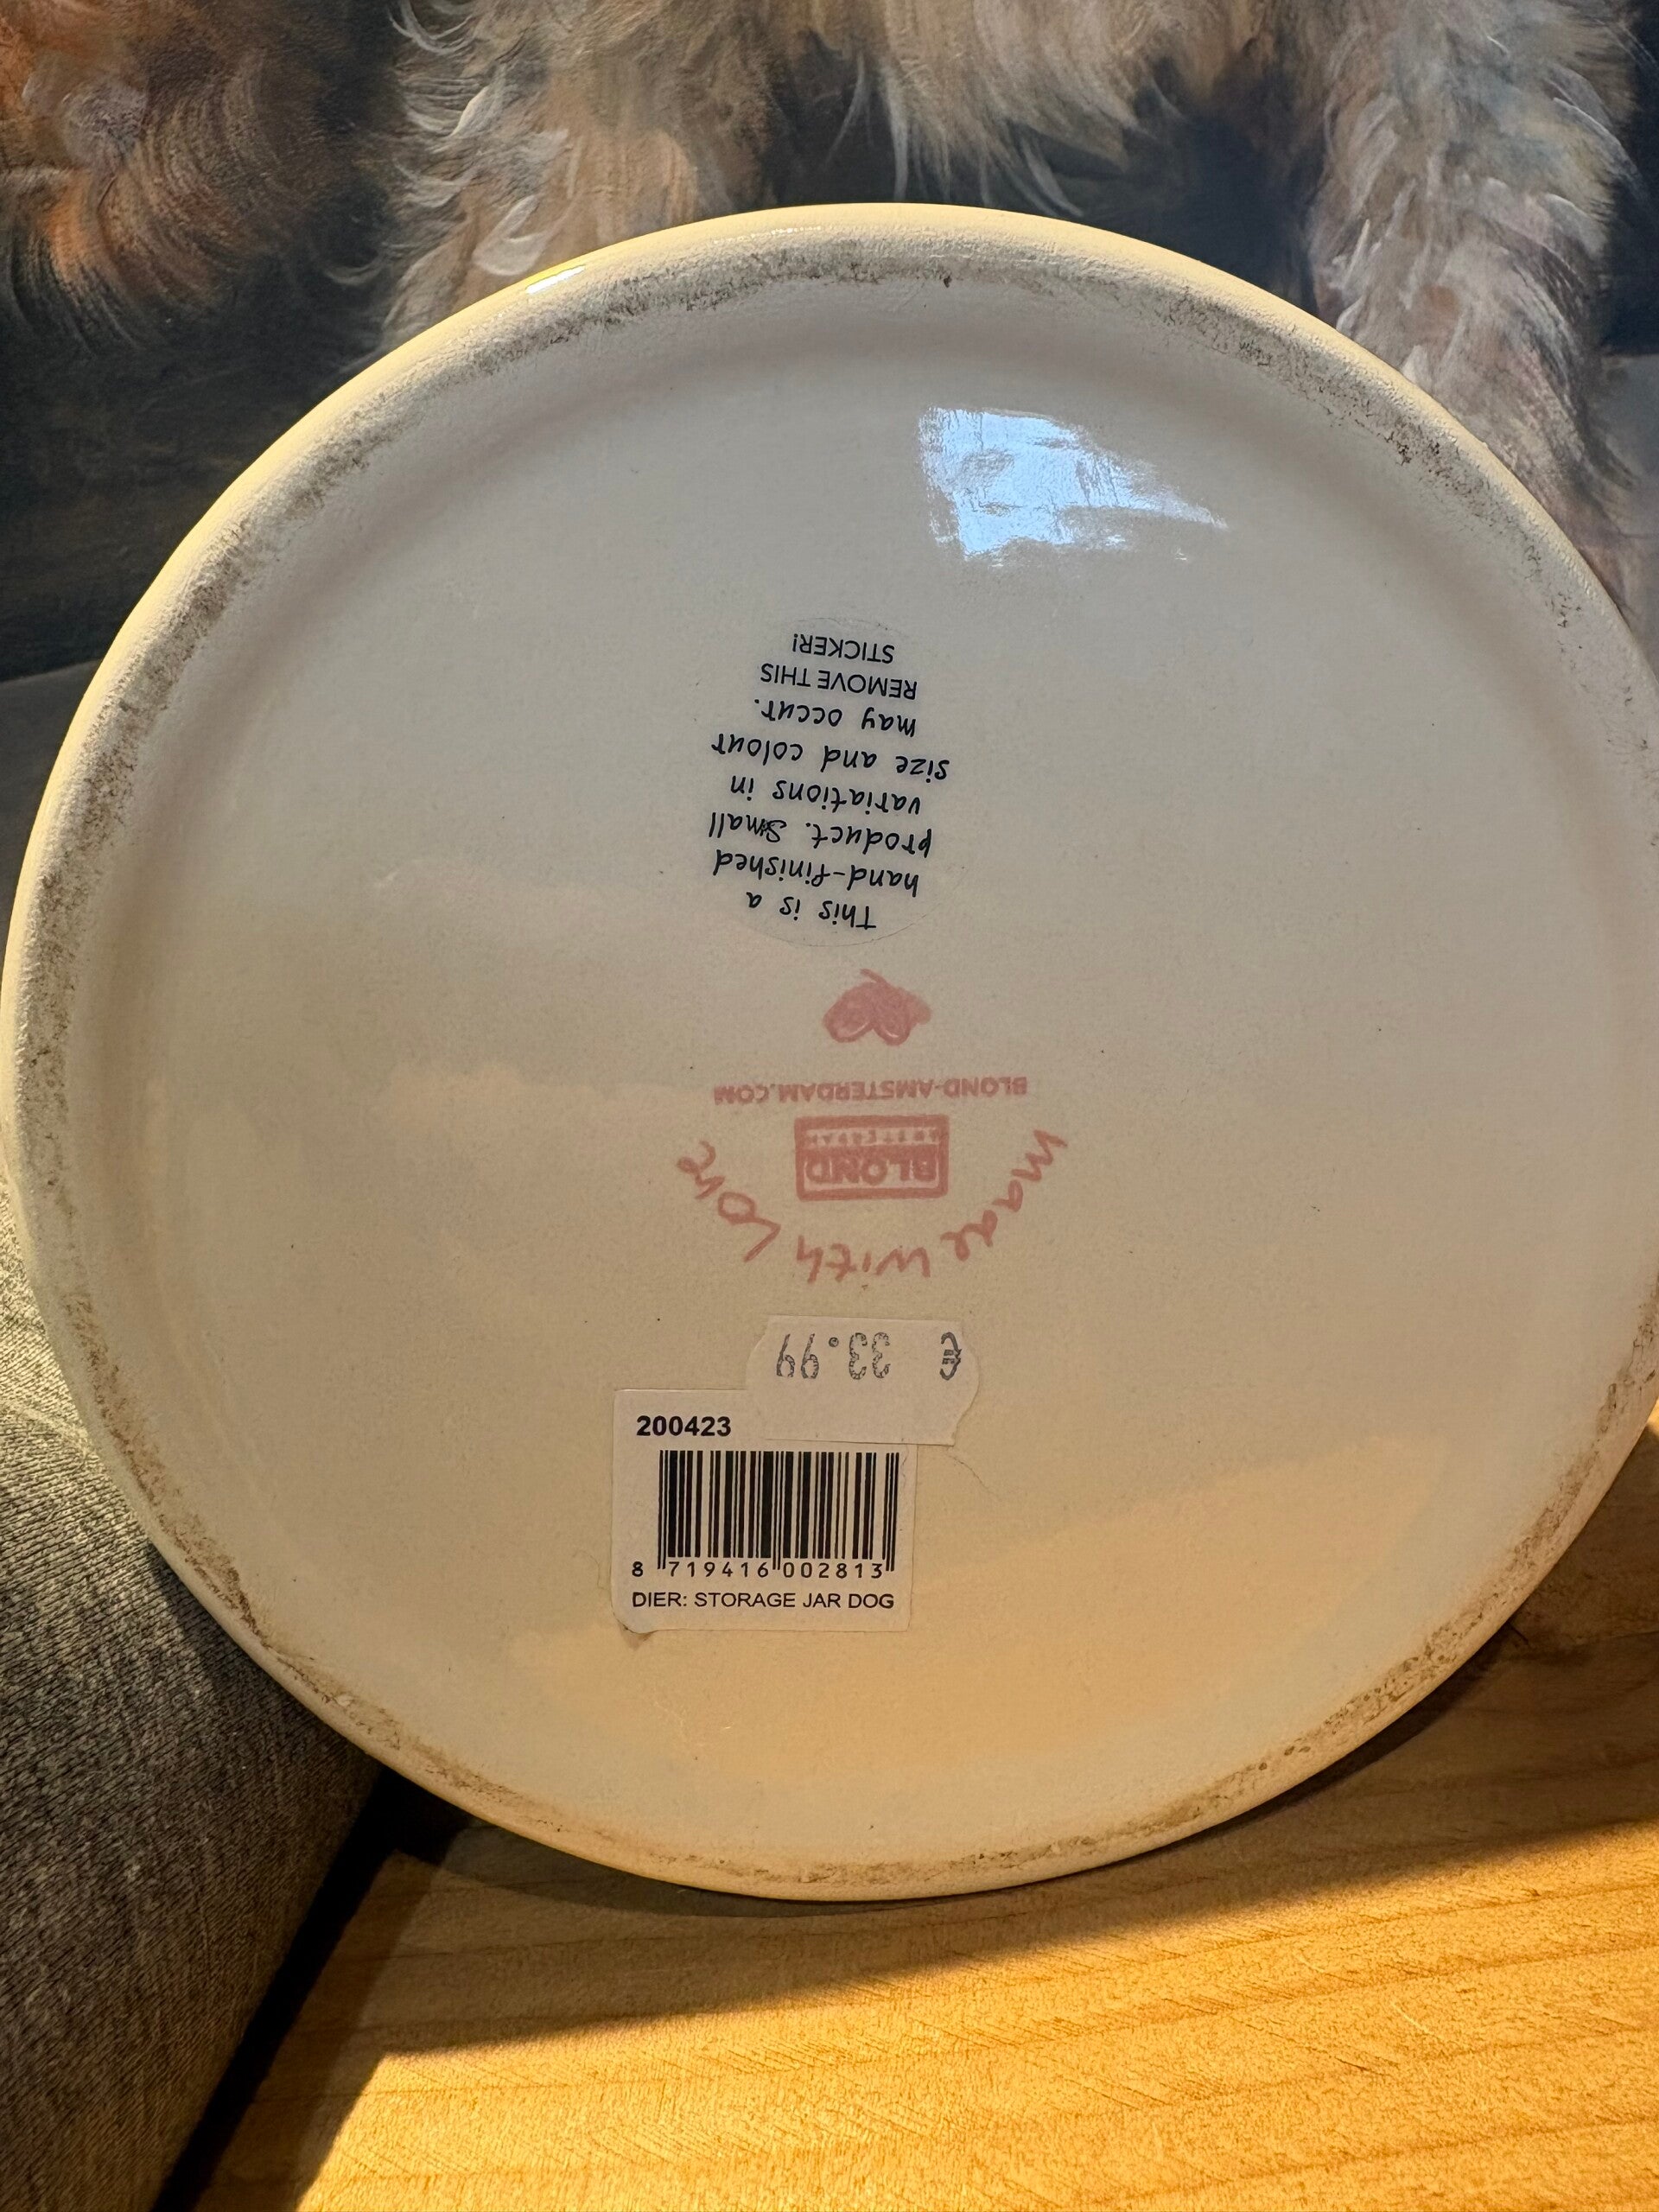 This is a
hand-finished
product. Small
variations in
size and colour
may occur.
REMOVE THIS
STICKER!
made with love
BLOND
AMSTERDAM
BLOND-AMSTERDAM.COM
€ 33.99
200423
8 719416 002813
DIER: STORAGE JAR DOG